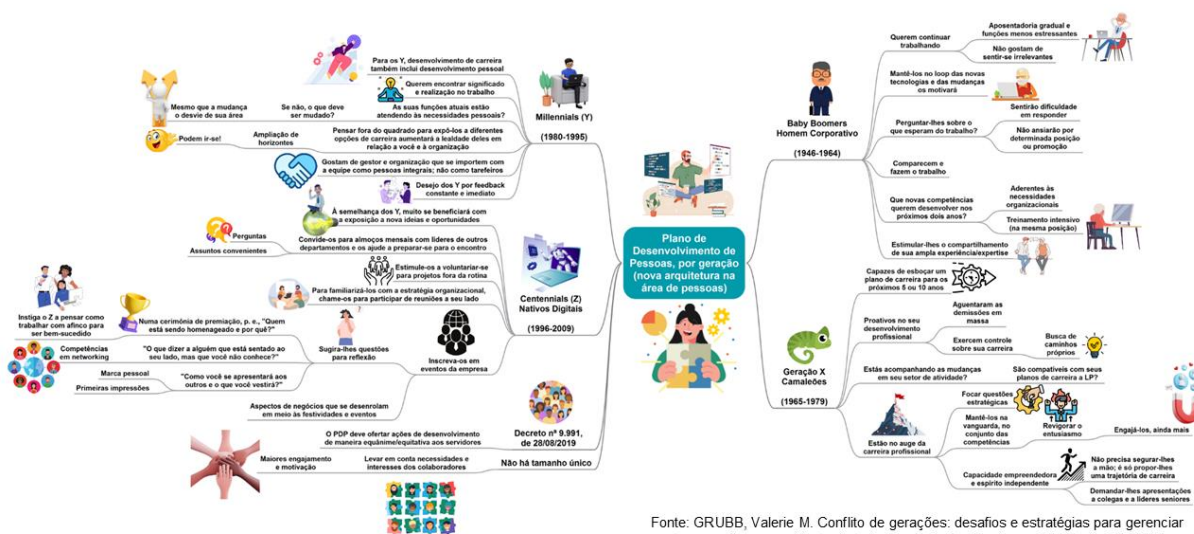 Plano de
Desenvolvimento de
Pessoas, por geração
(nova arquitetura na
área de pessoas)
Millennials (Y)
(1980-1995)
Para os Y, desenvolvimento de carreira
também inclui desenvolvimento pessoal
Querem encontrar significado
e realização no trabalho
As suas funções atuais estão
atendendo às necessidades pessoais?
Se não, o que deve
ser mudado?
Mesmo que a mudança
o desvie de sua área
Pensar fora do quadrado para expô-los a diferentes
opções de carreira aumentará a lealdade deles em
relação a você e à organização
Ampliação de
horizontes
Podem ir-se!
Gostam de gestor e organização que se importem com
a equipe como pessoas integrais; não como tarefeiros
Desejo dos Y por feedback
constante e imediato
Centennials (Z)
Nativos Digitais
(1996-2009)
À semelhança dos Y, muito se beneficiará com
a exposição a nova ideias e oportunidades
Convide-os para almoços mensais com líderes de outros
departamentos e os ajude a preparar-se para o encontro
Perguntas
Assuntos convenientes
Estimule-os a voluntariar-se
para projetos fora da rotina
Para familiarizá-los com a estratégia organizacional,
chame-os para participar de reuniões a seu lado
Inscreva-os em
eventos da empresa
Sugira-lhes questões
para reflexão
Numa cerimônia de premiação, p. e., "Quem
está sendo homenageado e por quê?"
Instiga o Z a pensar como
trabalhar com afinco para
ser bem-sucedido
"O que dizer a alguém que está sentado ao
seu lado, mas que você não conhece?"
Competências
em networking
"Como você se apresentará aos
outros e o que você vestirá?"
Marca pessoal
Primeiras impressões
Aspectos de negócios que se desenrolam
em meio às festividades e eventos
Decreto nº 9.991,
de 28/08/2019
O PDP deve ofertar ações de desenvolvimento
de maneira equânime/equitativa aos servidores
Não há tamanho único
Levar em conta necessidades e
interesses dos colaboradores
Maiores engajamento
e motivação
Baby Boomers
Homem Corporativo
(1946-1964)
Querem continuar
trabalhando
Aposentadoria gradual e
funções menos estressantes
Não gostam de
sentir-se irrelevantes
Mantê-los no loop das novas
tecnologias e das mudanças
os motivará
Perguntar-lhes sobre o
que esperam do trabalho?
Sentirão dificuldade
em responder
Não ansiarão por
determinada posição
ou promoção
Comparecem e
fazem o trabalho
Que novas competências
querem desenvolver nos
próximos dois anos?
Aderentes às
necessidades
organizacionais
Treinamento intensivo
(na mesma posição)
Estimular-lhes o compartilhamento
de sua ampla experiência/expertise
Geração X
Camaleões
(1965-1979)
Capazes de esboçar um
plano de carreira para os
próximos 5 ou 10 anos
Proativos no seu
desenvolvimento
profissional
Aguentaram as
demissões em
massa
Exercem controle
sobre sua carreira
Busca de
caminhos
próprios
Estás acompanhando as mudanças
em seu setor de atividade?
São compatíveis com seus
planos de carreira a LP?
Estão no auge da
carreira profissional
Focar questões
estratégicas
Mantê-los na
vanguarda, no
conjunto das
competências
Revigorar o
entusiasmo
Engajá-los, ainda mais
Capacidade empreendedora
e espírito independente
Não precisa segurar-lhes
a mão; é só propor-lhes
uma trajetória de carreira
Demandar-lhes apresentações
a colegas e a líderes seniores
Fonte: GRUBB, Valerie M. Conflito de gerações: desafios e estratégias para gerenciar